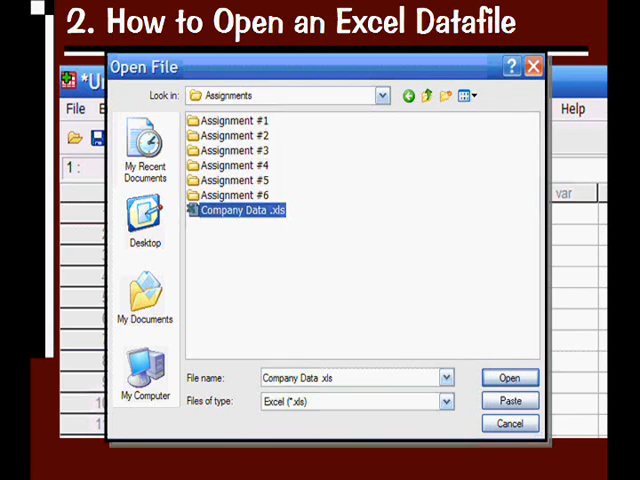 2. How to Open an Excel Datafile
Open File
*Un
File
Help
Look in:
Assignments
1 :
var
My Recent
Documents
Desktop
My Documents
My Computer
Assignment #1
Assignment #2
Assignment #3
Assignment #4
Assignment #5
Assignment #6
Company Data .xls
File name:
Company Data .xls
Open
Files of type:
Excel (*.xls)
Paste
Cancel